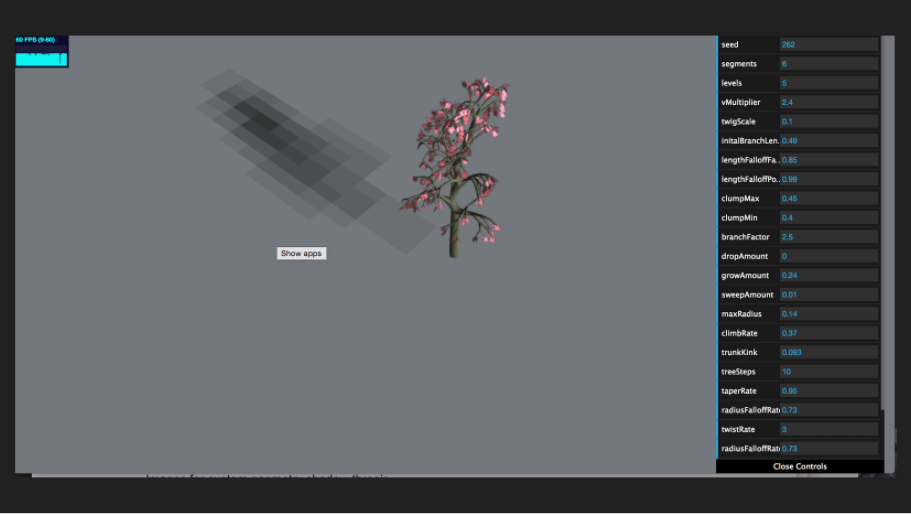 60 FPS (9-60)
seed 262
segments 6
levels 5
vMultiplier 2.4
twigScale 0.1
initalBranchLen. 0.49
lengthFalloffFa.. 0.85
lengthFalloffPo.. 0.99
clumpMax 0.45
clumpMin 0.4
branchFactor 2.5
Show apps
dropAmount 0
growAmount 0.24
sweepAmount 0.01
maxRadius 0.14
climbRate 0.37
trunkKink 0.093
treeSteps 10
taperRate 0.95
radiusFalloffRat 0.73
twistRate 3
radiusFalloffRat 0.73
Close Controls